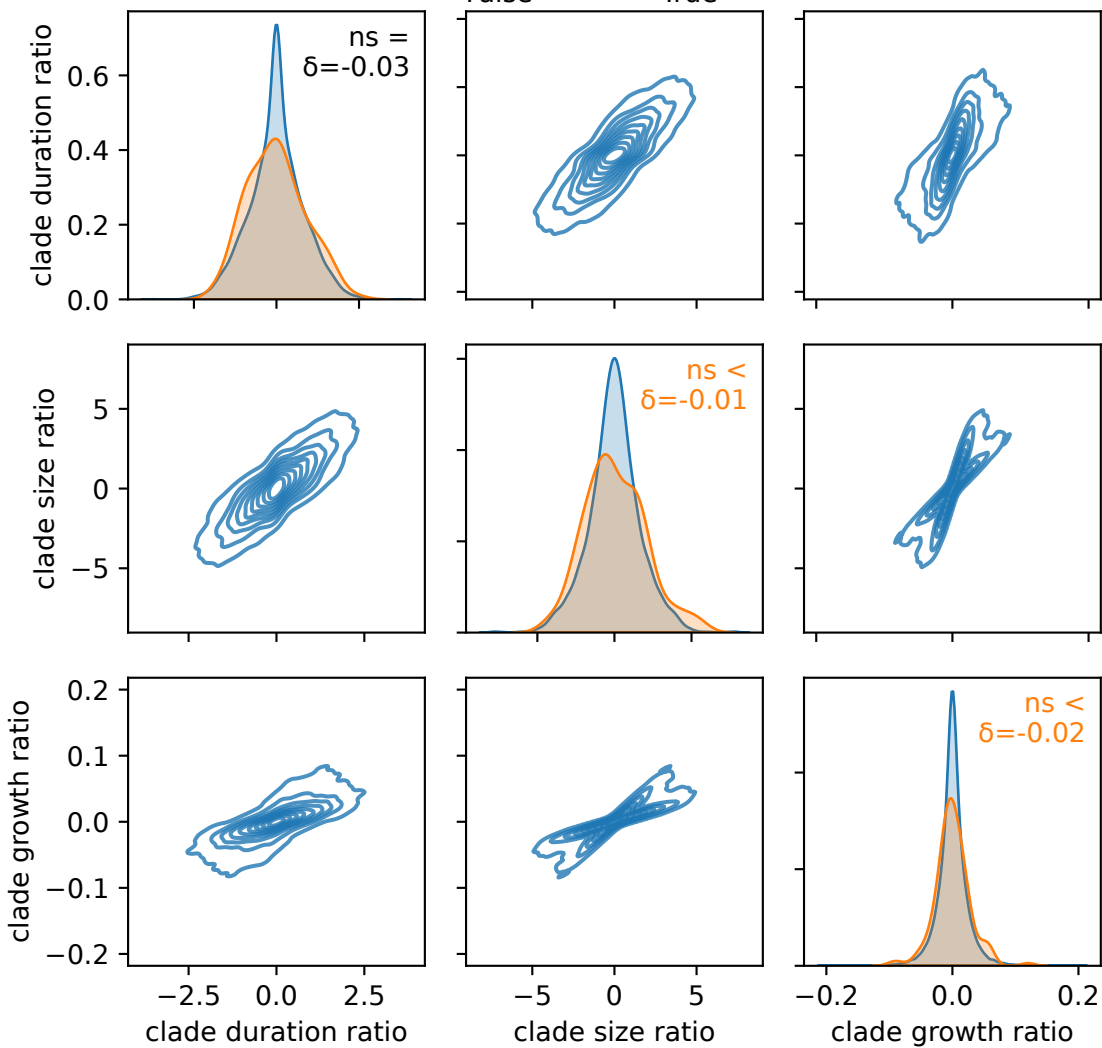 clade duration ratio
0.6
0.4
0.2
0.0
ns =
δ=-0.03
clade size ratio
5
0
−5
ns <
δ=-0.01
clade growth ratio
0.2
0.1
0.0
−0.1
−0.2
ns <
δ=-0.02
−2.5
0.0
2.5
−5
0
5
−0.2
0.0
0.2
clade duration ratio
clade size ratio
clade growth ratio